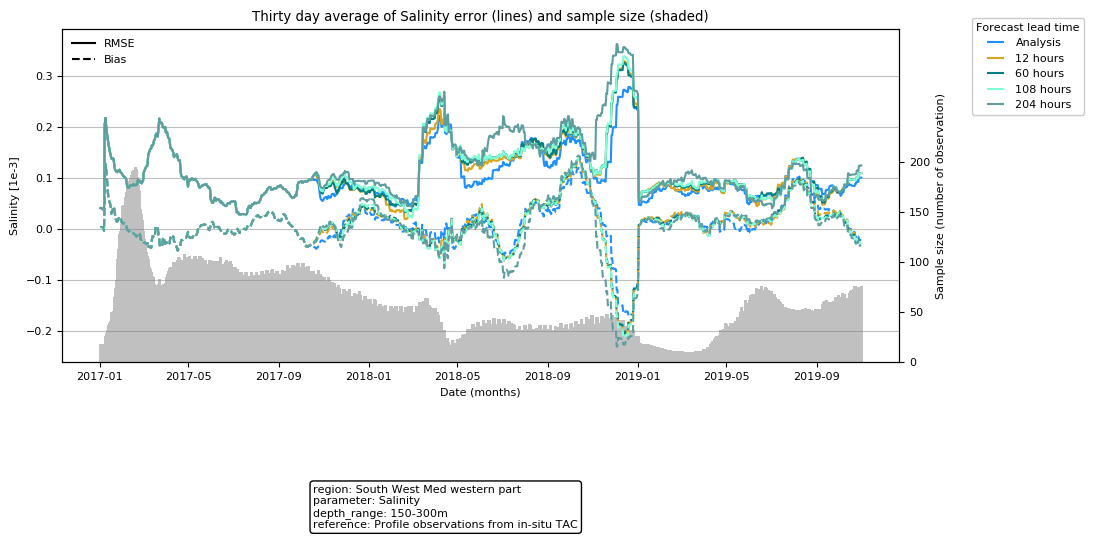 Thirty day average of Salinity error (lines) and sample size (shaded)
RMSE
Bias
Forecast lead time
Analysis
12 hours
60 hours
108 hours
204 hours
Salinity [1e-3]
0.3
0.2
0.1
0.0
−0.1
−0.2
Sample size (number of observation)
200
150
100
50
0
2017-01
2017-05
2017-09
2018-01
2018-05
2018-09
2019-01
2019-05
2019-09
Date (months)
region: South West Med western part
parameter: Salinity
depth_range: 150-300m
reference: Profile observations from in-situ TAC